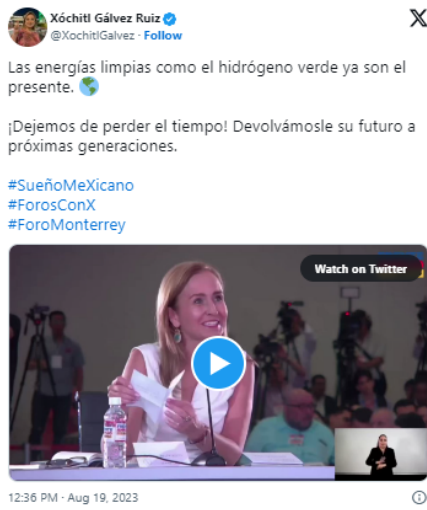 Xóchitl Gálvez Ruiz
@XochitlGalvez · Follow
Las energías limpias como el hidrógeno verde ya son el
presente. 🌎
¡Dejemos de perder el tiempo! Devolvámosle su futuro a
próximas generaciones.
#SueñoMeXicano
#ForosConX
#ForoMonterrey
Watch on Twitter
12:36 PM · Aug 19, 2023